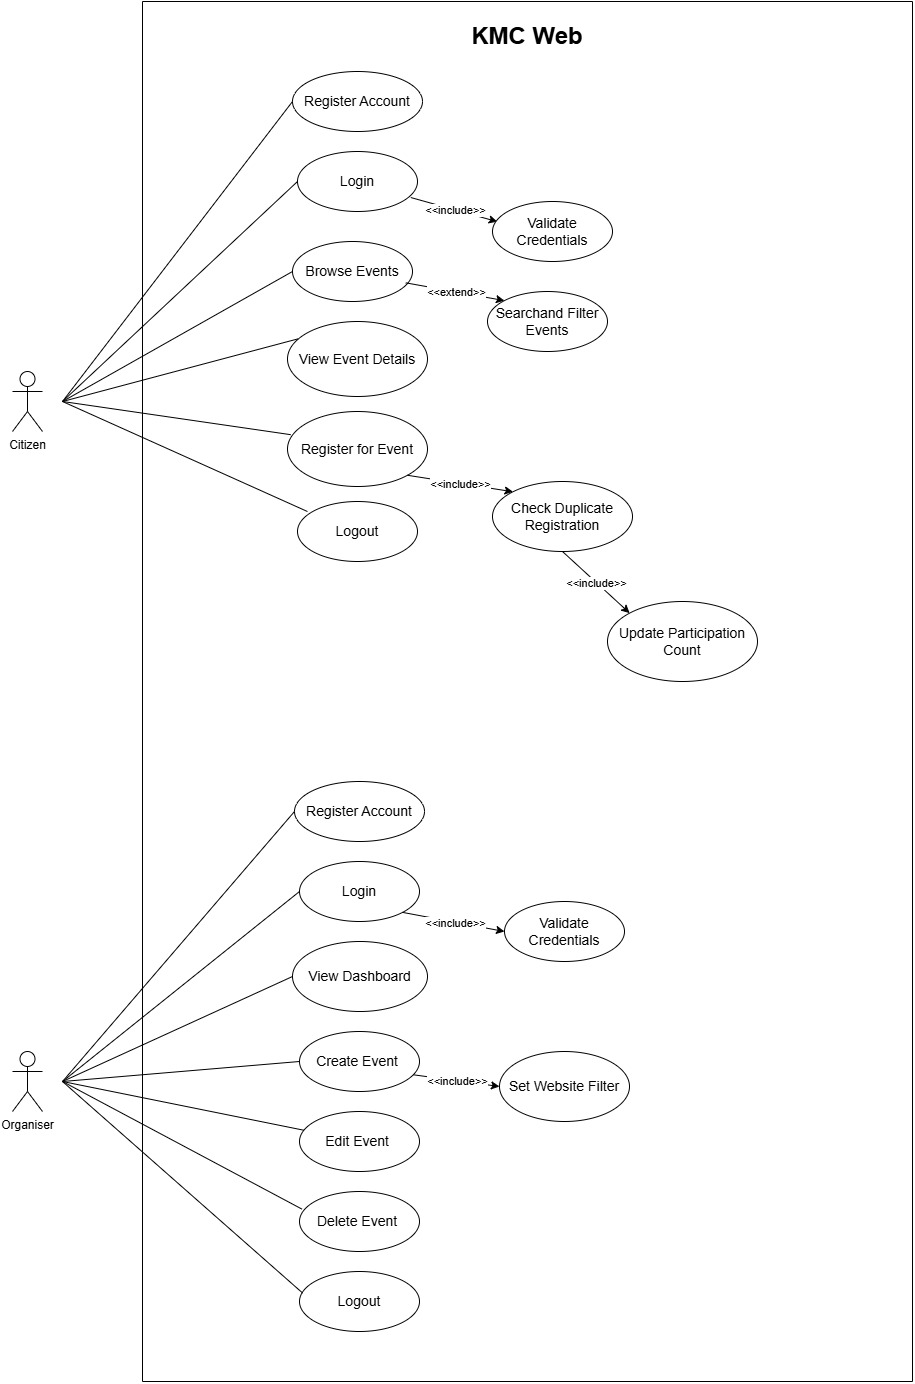 KMC Web
Register Account
Login
<<include>>
Validate
Credentials
Browse Events
<<extend>>
Searchand Filter
Events
View Event Details
Citizen
Register for Event
<<include>>
Check Duplicate
Registration
Logout
<<include>>
Update Participation
Count
Register Account
Login
<<include>>
Validate
Credentials
View Dashboard
Create Event
<<include>>
Set Website Filter
Organiser
Edit Event
Delete Event
Logout